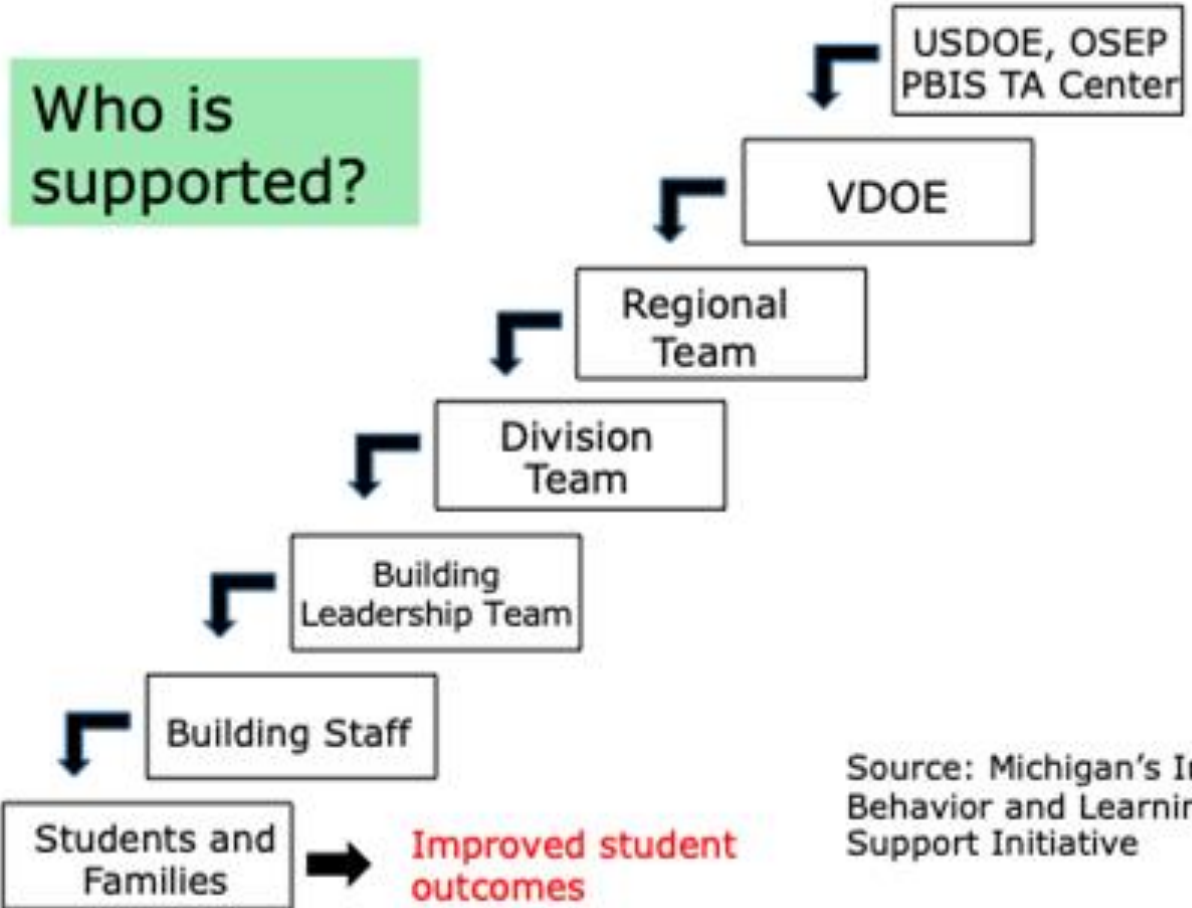 Who is
supported?
USDOE, OSEP
PBIS TA Center
VDOE
Regional
Team
Division
Team
Building
Leadership Team
Building Staff
Students and
Families
Improved student
outcomes
Source: Michigan's
Behavior and
Support Initiative